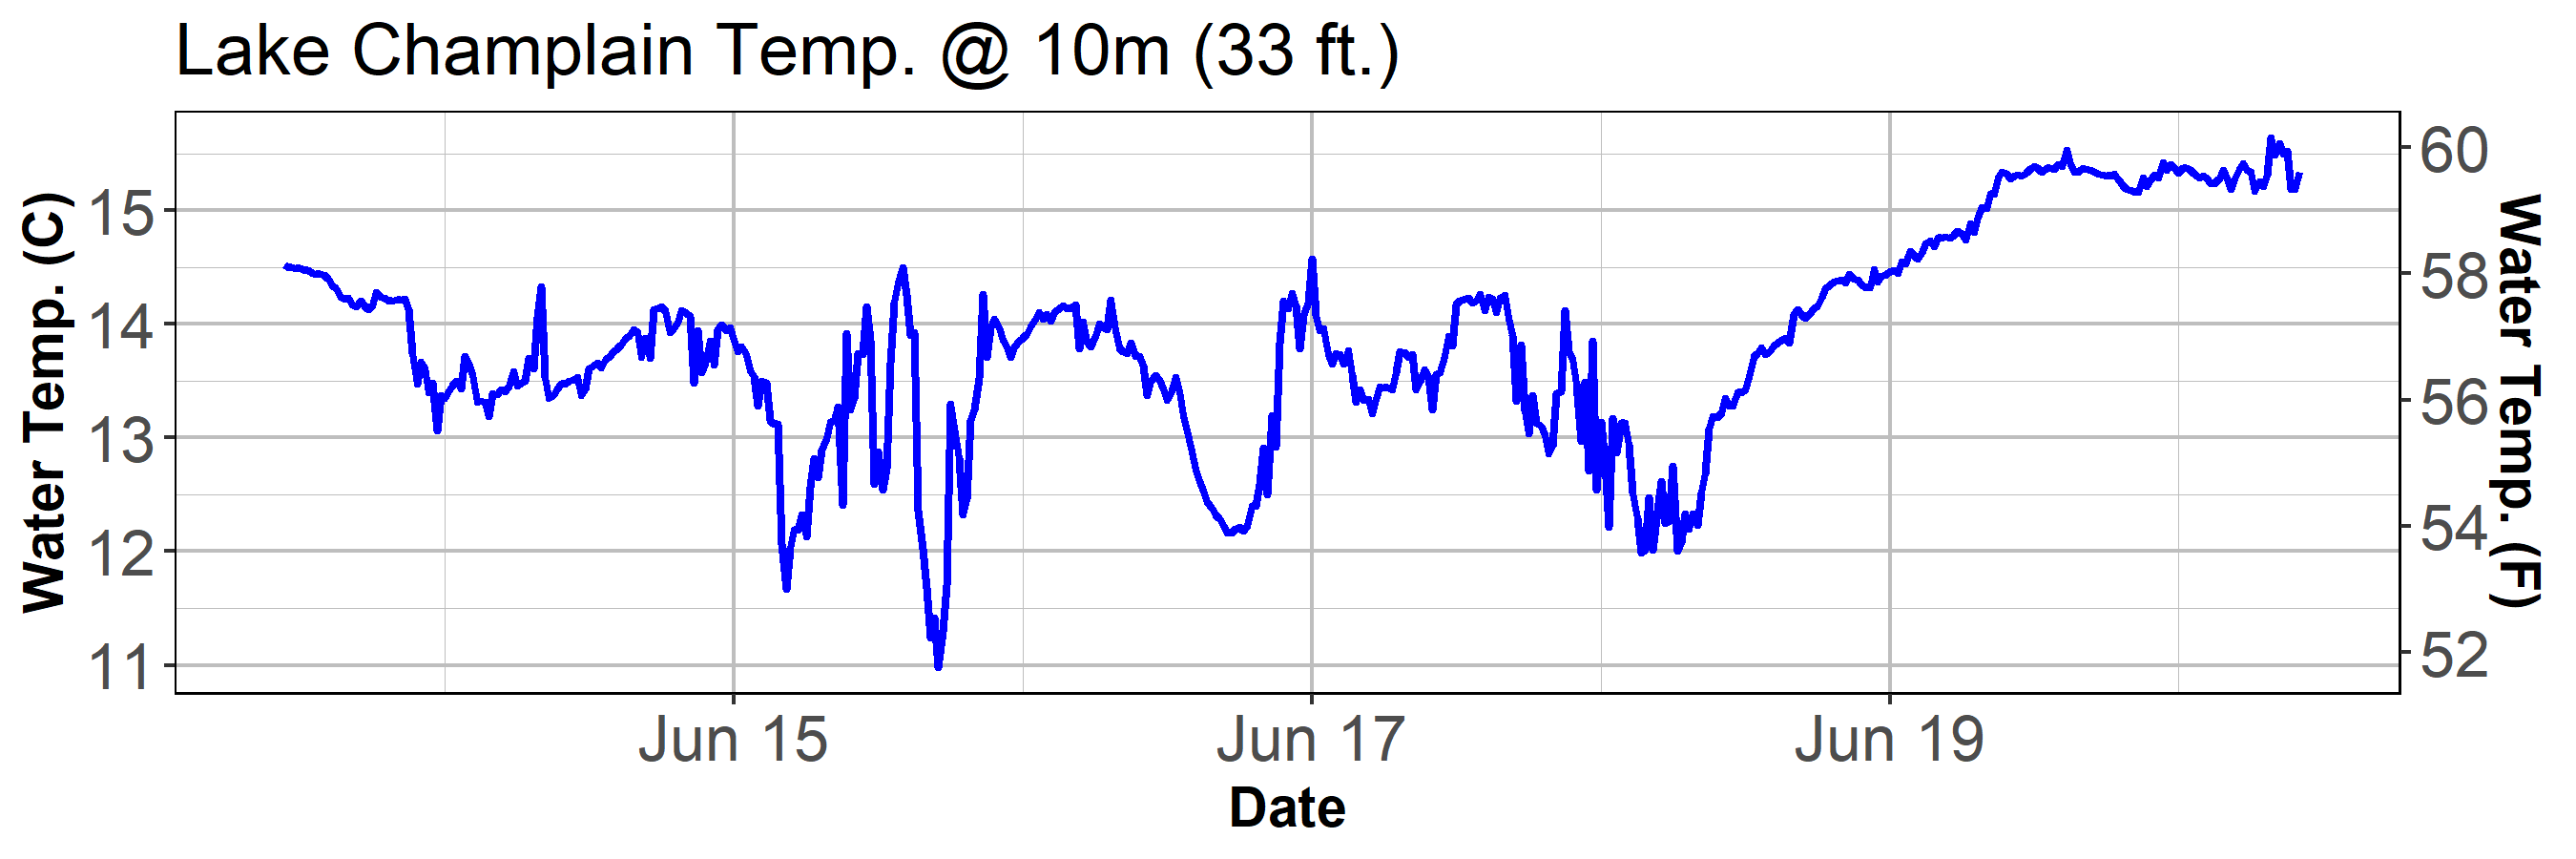 Lake Champlain Temp. @ 10m (33 ft.)
Water Temp. (C)
15
14
13
12
11
60
58
56
54
52
Water Temp. (F)
Jun 15 Jun 17 Jun 19
Date